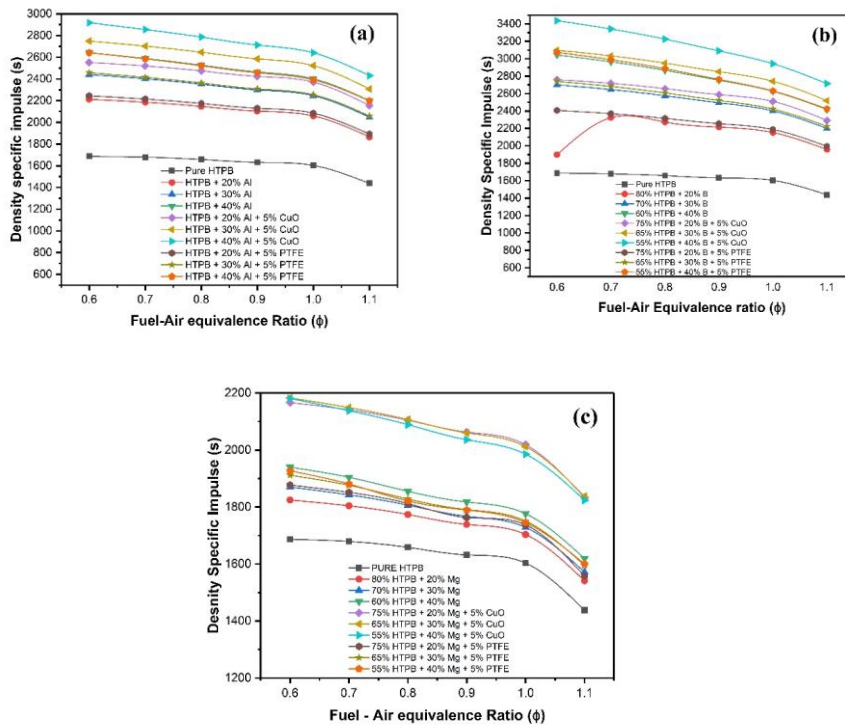 (a)
Density specific impulse (s)
3000
2800
2600
2400
2200
2000
1800
1600
1400
1200
1000
800
600
Pure HTPB
HTPB + 20% Al
HTPB + 30% Al
HTPB + 40% Al
HTPB + 20% Al + 5% CuO
HTPB + 30% Al + 5% CuO
HTPB + 40% Al + 5% CuO
HTPB + 20% Al + 5% PTFE
HTPB + 30% Al + 5% PTFE
HTPB + 40% Al + 5% PTFE
0.6 0.7 0.8 0.9 1.0 1.1
Fuel-Air equivalence Ratio (ϕ)
(b)
Density Specific Impulse (s)
3400
3200
3000
2800
2600
2400
2200
2000
1800
1600
1400
1200
1000
800
600
Pure HTPB
80% HTPB + 20% B
70% HTPB + 30% B
60% HTPB + 40% B
75% HTPB + 20% B + 5% CuO
65% HTPB + 30% B + 5% CuO
55% HTPB + 40% B + 5% CuO
75% HTPB + 20% B + 5% PTFE
65% HTPB + 30% B + 5% PTFE
55% HTPB + 40% B + 5% PTFE
0.6 0.7 0.8 0.9 1.0 1.1
Fuel-Air Equivalence ratio (ϕ)
(c)
Desnity Specific Impulse (s)
2200
2000
1800
1600
1400
1200
PURE HTPB
80% HTPB + 20% Mg
70% HTPB + 30% Mg
60% HTPB + 40% Mg
75% HTPB + 20% Mg + 5% CuO
65% HTPB + 30% Mg + 5% CuO
55% HTPB + 40% Mg + 5% CuO
75% HTPB + 20% Mg + 5% PTFE
65% HTPB + 30% Mg + 5% PTFE
55% HTPB + 40% Mg + 5% PTFE
0.6 0.7 0.8 0.9 1.0 1.1
Fuel - Air equivalence Ratio (ϕ)